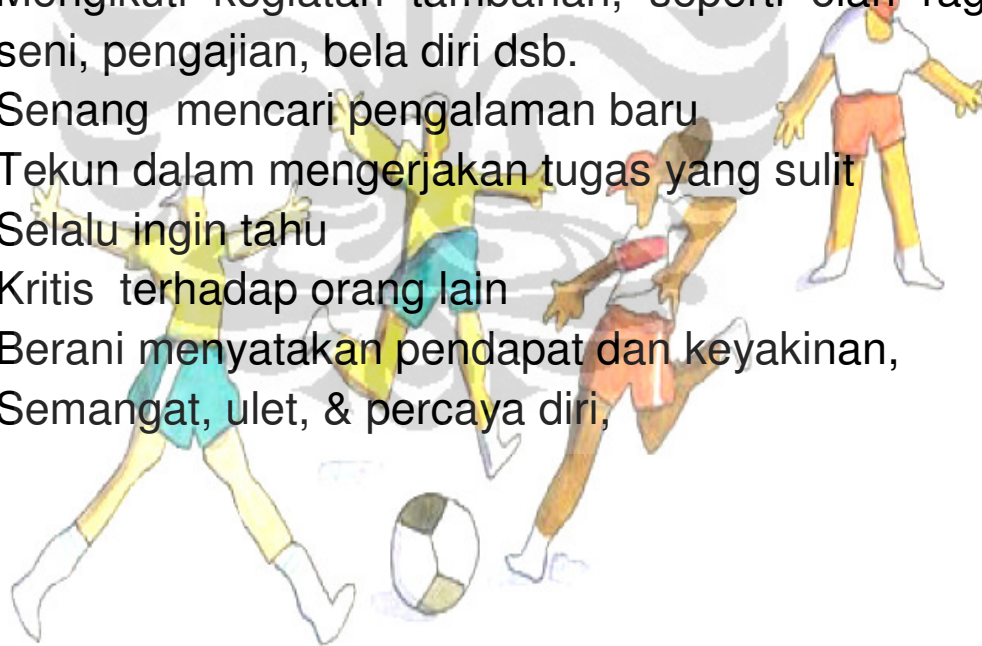 Mengikuti kegiatan tambahan, seperti olah rag
seni, pengajian, bela diri dsb.
Senang mencari pengalaman baru
Tekun dalam mengerjakan tugas yang sulit
Selalu ingin tahu
Kritis terhadap orang lain
Berani menyatakan pendapat dan keyakinan,
Semangat, ulet, & percaya diri,